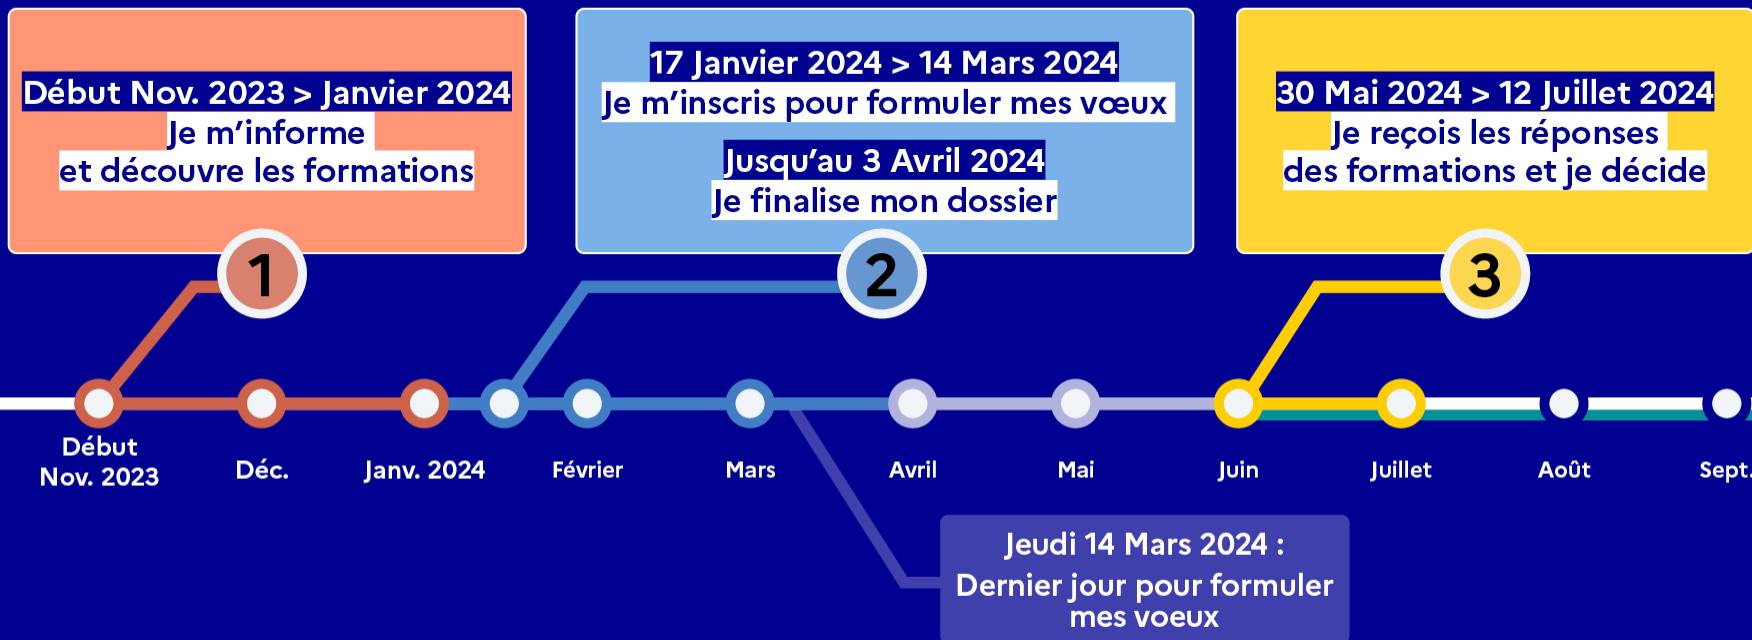 Début Nov. 2023 > Janvier 2024
Je m’informe
et découvre les formations
1
17 Janvier 2024 > 14 Mars 2024
Je m’inscris pour formuler mes vœux
Jusqu’au 3 Avril 2024
Je finalise mon dossier
2
30 Mai 2024 > 12 Juillet 2024
Je reçois les réponses
des formations et je décide
3
Début
Nov. 2023
Déc.
Janv. 2024
Février
Mars
Avril
Mai
Juin
Juillet
Août
Sept.
Jeudi 14 Mars 2024 :
Dernier jour pour formuler
mes voeux